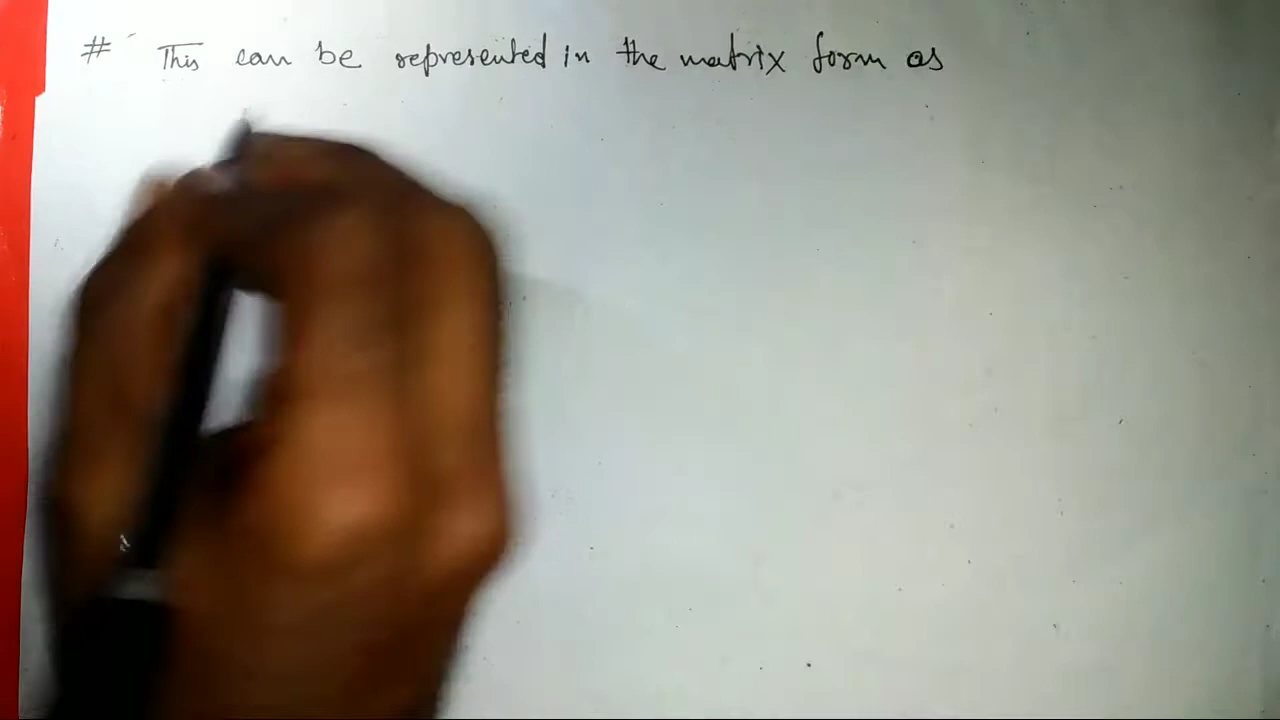 # This can be represented in the matrix form as